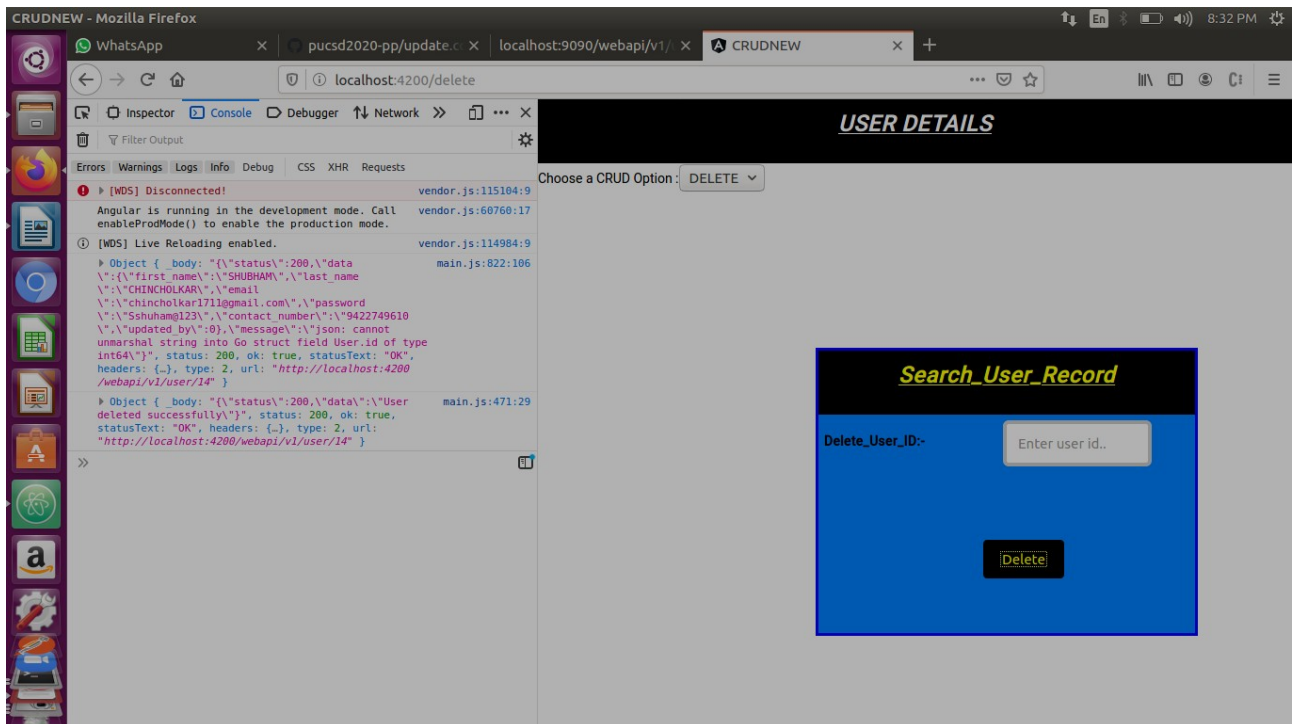 CRUDNEW - Mozilla Firefox
En
8:32 PM
WhatsApp
pucsd2020-pp/update.c
localhost:9090/webapi/v1/
CRUDNEW
localhost:4200/delete
Inspector Console Debugger Network
Filter Output
Errors Warnings Logs Info Debug CSS XHR Requests
[WDS] Disconnected! vendor.js:115104:9
Angular is running in the development mode. Call vendor.js:60760:17
enableProdMode() to enable the production mode.
[WDS] Live Reloading enabled. vendor.js:114984:9
Object { _body: "{\"status\":200,\"data main.js:822:106
\":{\"first_name\":\"SHUBHAM\",\"last_name
\":\"CHINCHOLKAR\",\"email
\":\"chincholkar1711@gmail.com\",\"password
\":\"Sshuham@123\",\"contact_number\":\"9422749610
\",\"updated_by\":0},\"message\":\"json: cannot
unmarshal string into Go struct field User.id of type
int64\"}", status: 200, ok: true, statusText: "OK",
headers: {…}, type: 2, url: "http://localhost:4200
/webapi/v1/user/14" }
Object { _body: "{\"status\":200,\"data\":\"User main.js:471:29
deleted successfully\"}", status: 200, ok: true,
statusText: "OK", headers: {…}, type: 2, url:
"http://localhost:4200/webapi/v1/user/14" }
USER DETAILS
Choose a CRUD Option : DELETE
Search_User_Record
Delete_User_ID:-
Enter user id..
Delete